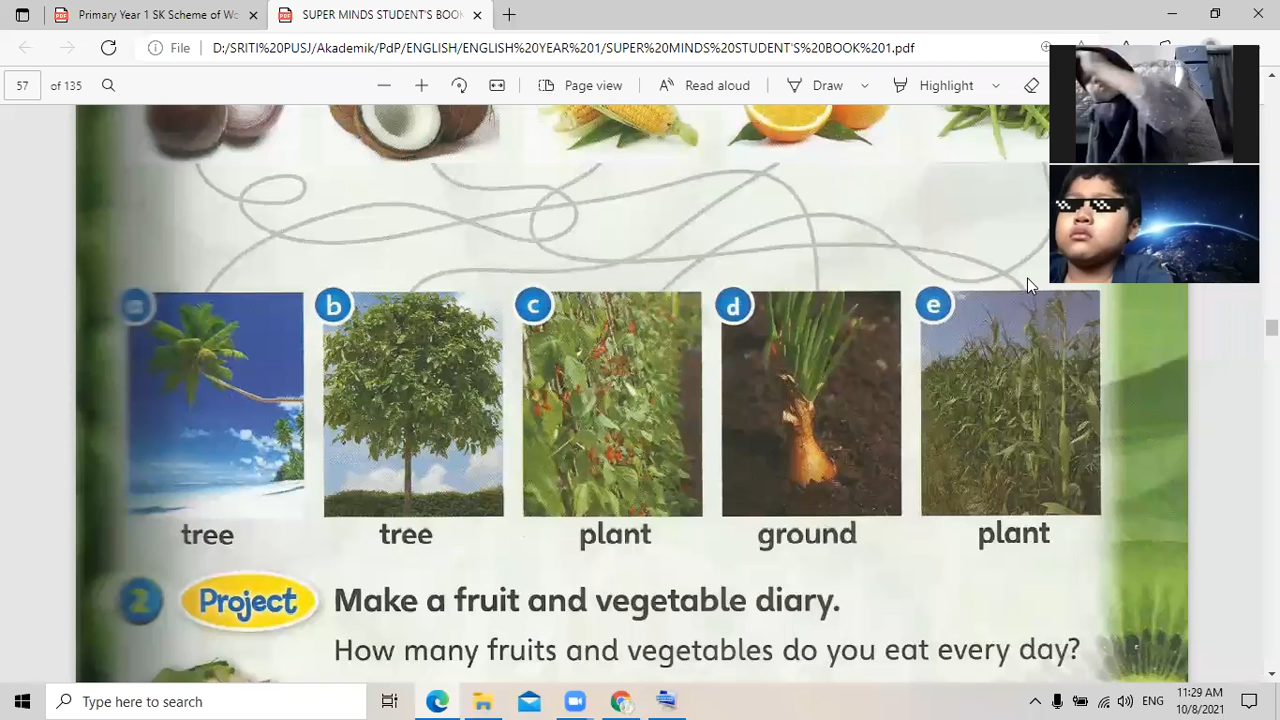 Primary Year 1 SK Scheme of Wo
SUPER MINDS STUDENT'S BOOK
File
D:/SRITI%20PUSJ/Akademik/PdP/ENGLISH/ENGLISH%20YEAR%201/SUPER%20MINDS%20STUDENT'S%20BOOK%201.pdf
57 of 135
Page view
Read aloud
Draw
Highlight
a b c d e
tree tree plant ground plant
2 Project Make a fruit and vegetable diary.
How many fruits and vegetables do you eat every day?
Type here to search
ENG
11:29 AM
10/8/2021